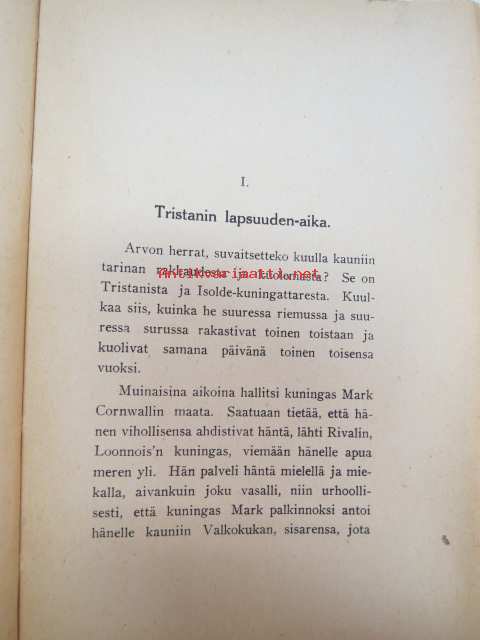 I.
Tristanin lapsuuden-aika.
Arvon herrat, suvaitsetteko kuulla kauniin
tarinan rakkaudesta ja kuolemasta? Se on
antikvariaatti.net
Tristanista ja Isolde-kuningattaresta. Kuul-
kaa siis, kuinka he suuressa riemussa ja suu-
ressa surussa rakastivat toinen toistaan ja
kuolivat samana päivänä toinen toisensa
vuoksi.
Muinaisina aikoina hallitsi kuningas Mark
Cornwallin maata. Saatuaan tietää, että hä-
nen vihollisensa ahdistivat häntä, lähti Rivalin,
Loonnois'n kuningas, viemään hänelle apua
meren yli. Hän palveli häntä mielellä ja mie-
kalla, aivankuin joku vasalli, niin urhoolli-
sesti, että kuningas Mark palkinnoksi antoi
hänelle kauniin Valkokukan, sisarensa, jota